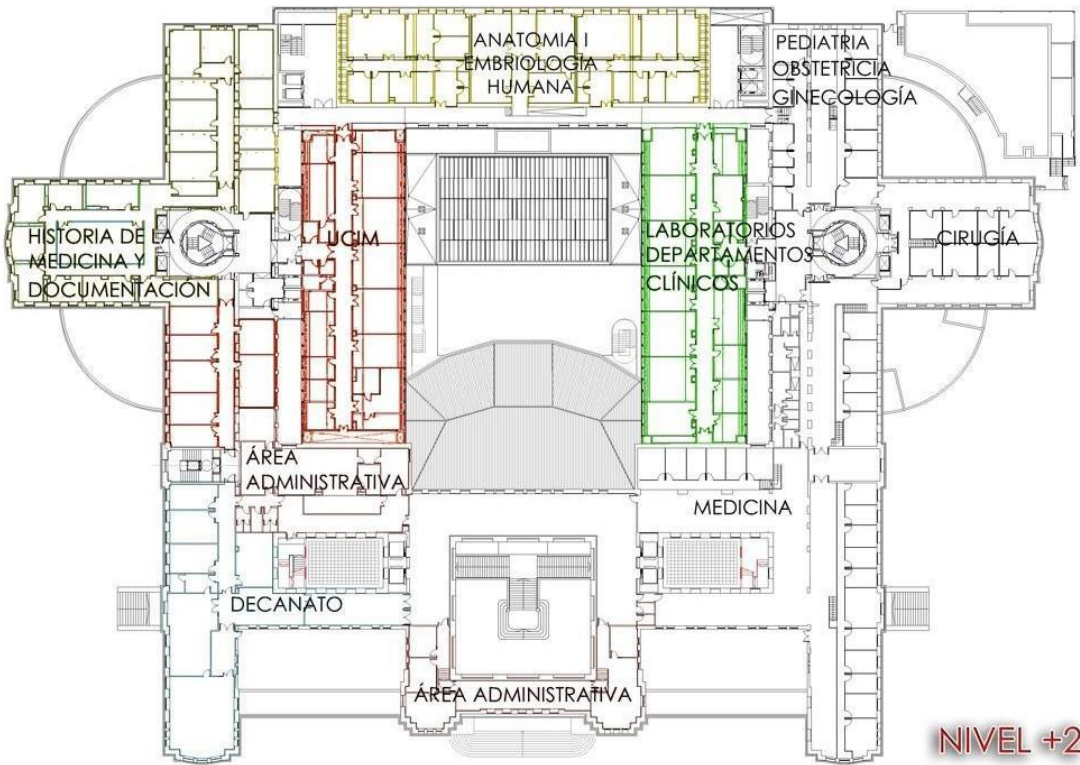 ANATOMIA I
EMBRIOLOGÍA
HUMANA
PEDIATRIA
OBSTETRICIA
GINECOLOGÍA
HISTORIA DE LA
MEDICINA Y
DOCUMENTACIÓN
UCIM
LABORATORIOS
DEPARTAMENTOS
CLÍNICOS
CIRUGÍA
ÁREA
ADMINISTRATIVA
MEDICINA
DECANATO
ÁREA ADMINISTRATIVA
NIVEL +2